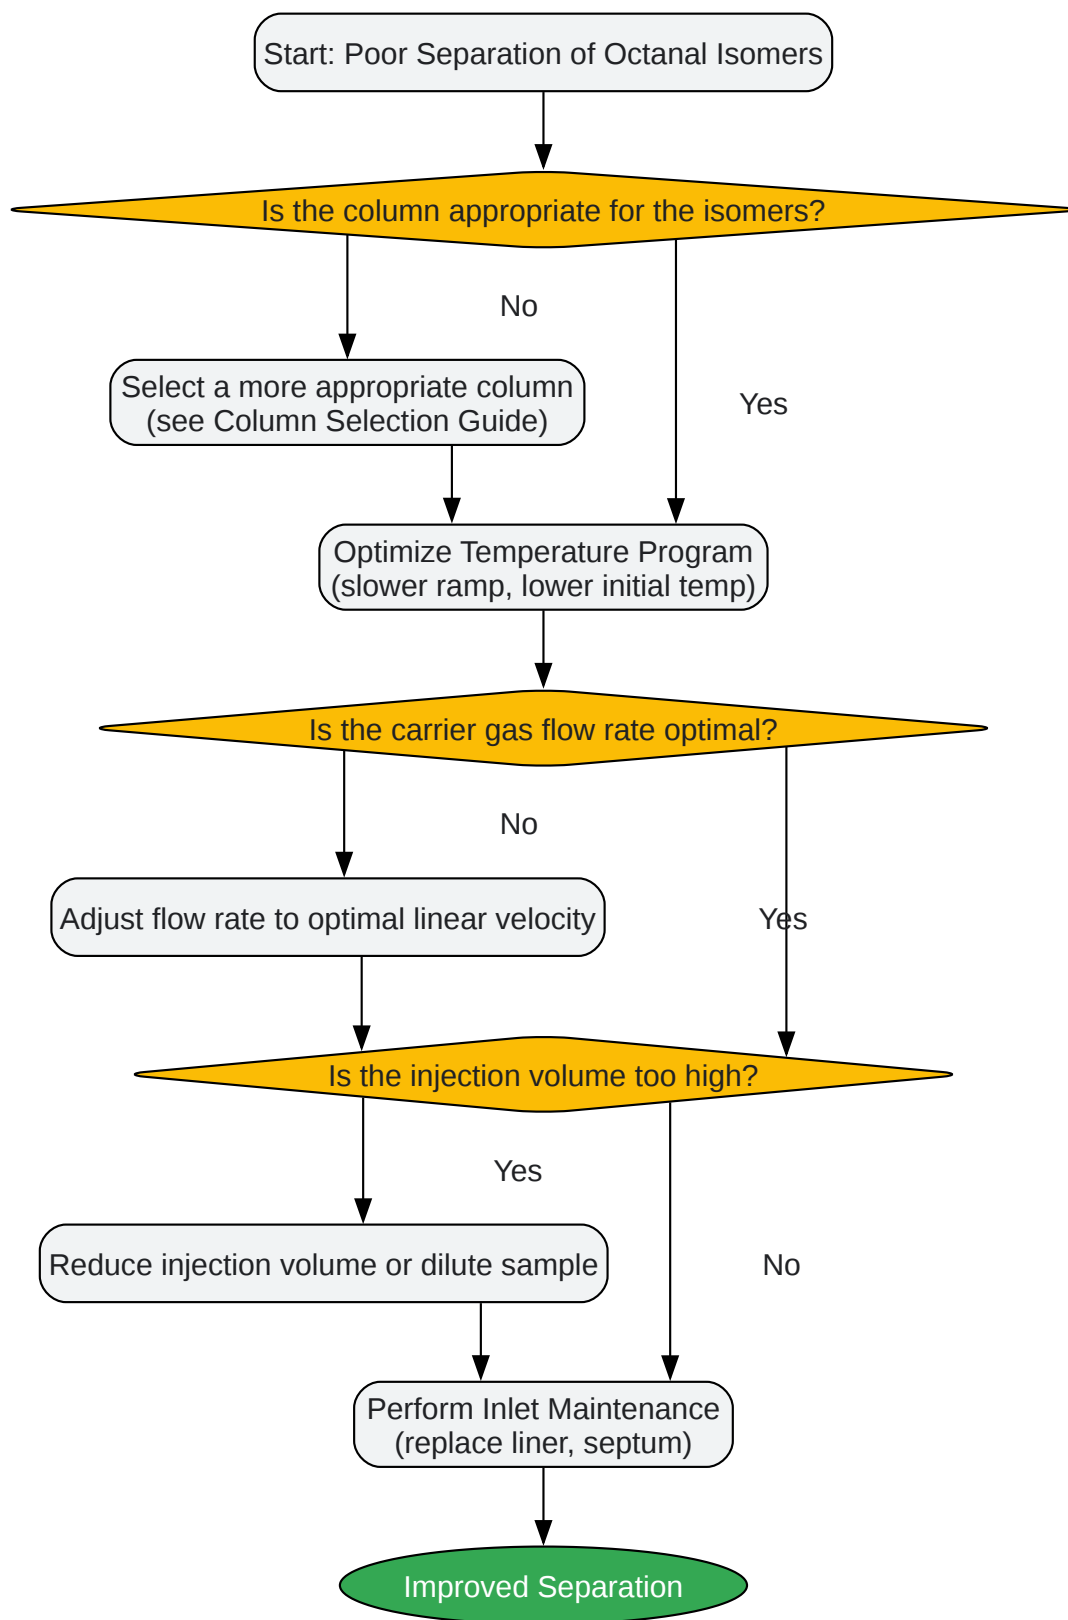 Start: Poor Separation of Octanal Isomers
Is the column appropriate for the isomers?
No
Select a more appropriate column
(see Column Selection Guide)
Yes
Optimize Temperature Program
(slower ramp, lower initial temp)
Is the carrier gas flow rate optimal?
No
Adjust flow rate to optimal linear velocity
Yes
Is the injection volume too high?
Yes
Reduce injection volume or dilute sample
No
Perform Inlet Maintenance
(replace liner, septum)
Improved Separation